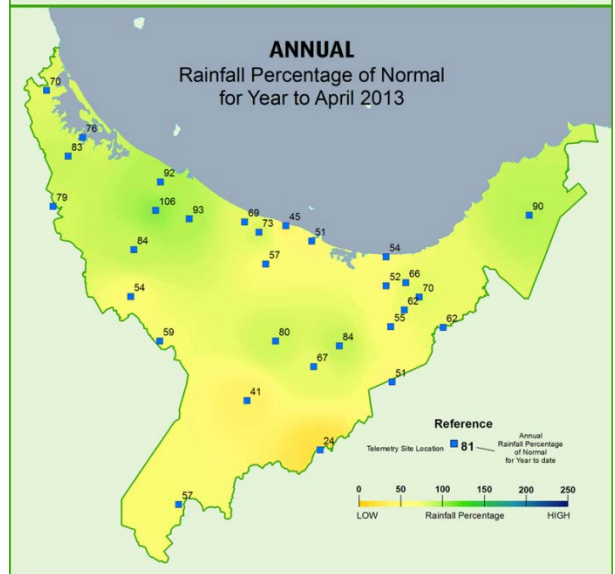 ANNUAL
Rainfall Percentage of Normal
for Year to April 2013
70
76
83
92
79
106
93
90
69
45
73
51
84
57
54
52
66
54
70
62
55
62
59
80
84
67
51
41
24
57
Reference
Telemetry Site Location
81
Annual
Rainfall Percentage
of Normal
for Year to date
0 50 100 150 200 250
LOW Rainfall Percentage HIGH